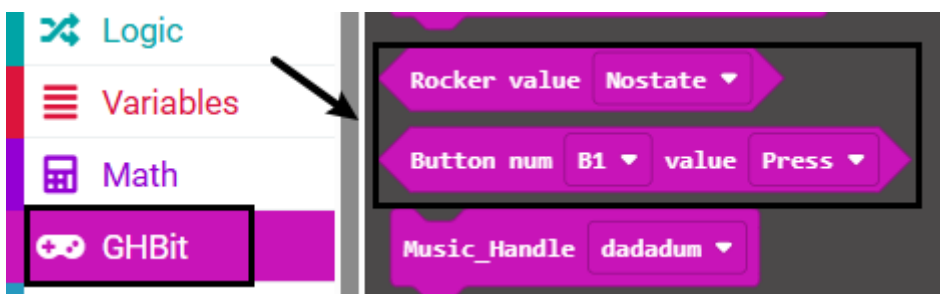 Logic
Variables
Math
GHBit
Rocker value Nostate
Button num B1 value Press
Music_Handle dadadum